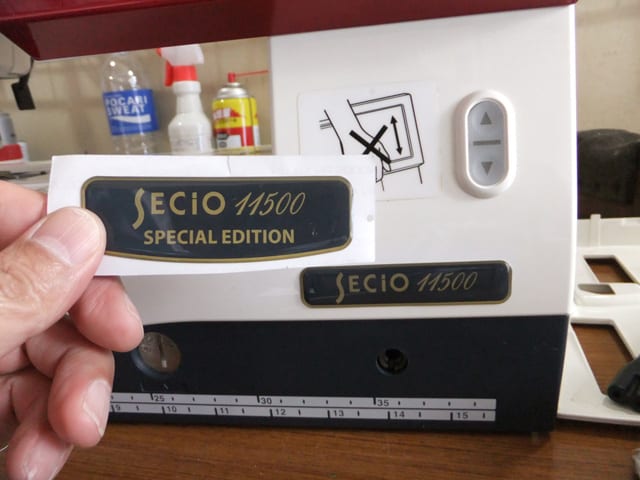 POCARI
SWEAT
SECIO 11500
SPECIAL EDITION
SECIO 11500
25 30 35
9 10 11 12 13 14 15